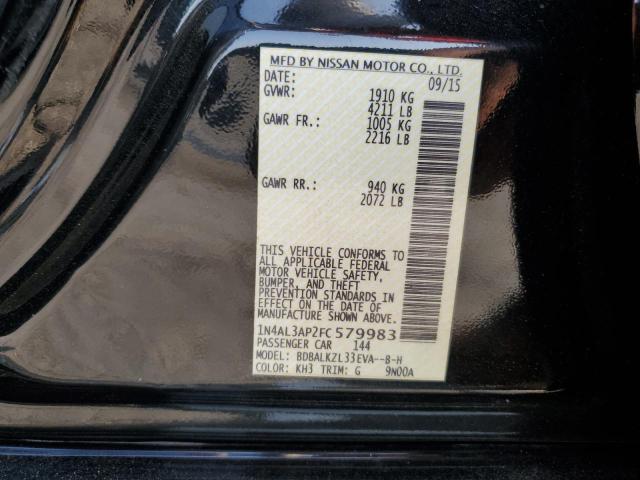 MFD BY NISSAN MOTOR CO., LTD.
DATE: 09/15
GVWR: 1910 KG
4211 LB
GAWR FR.: 1005 KG
2216 LB
GAWR RR.: 940 KG
2072 LB
THIS VEHICLE CONFORMS TO
ALL APPLICABLE FEDERAL
MOTOR VEHICLE SAFETY,
BUMPER, AND THEFT
PREVENTION STANDARDS IN
EFFECT ON THE DATE OF
MANUFACTURE SHOWN ABOVE.
1N4AL3AP2FC579983
PASSENGER CAR 144
MODEL: BDBALKZL33EVA--B-H
COLOR: KH3 TRIM: G 9N00A